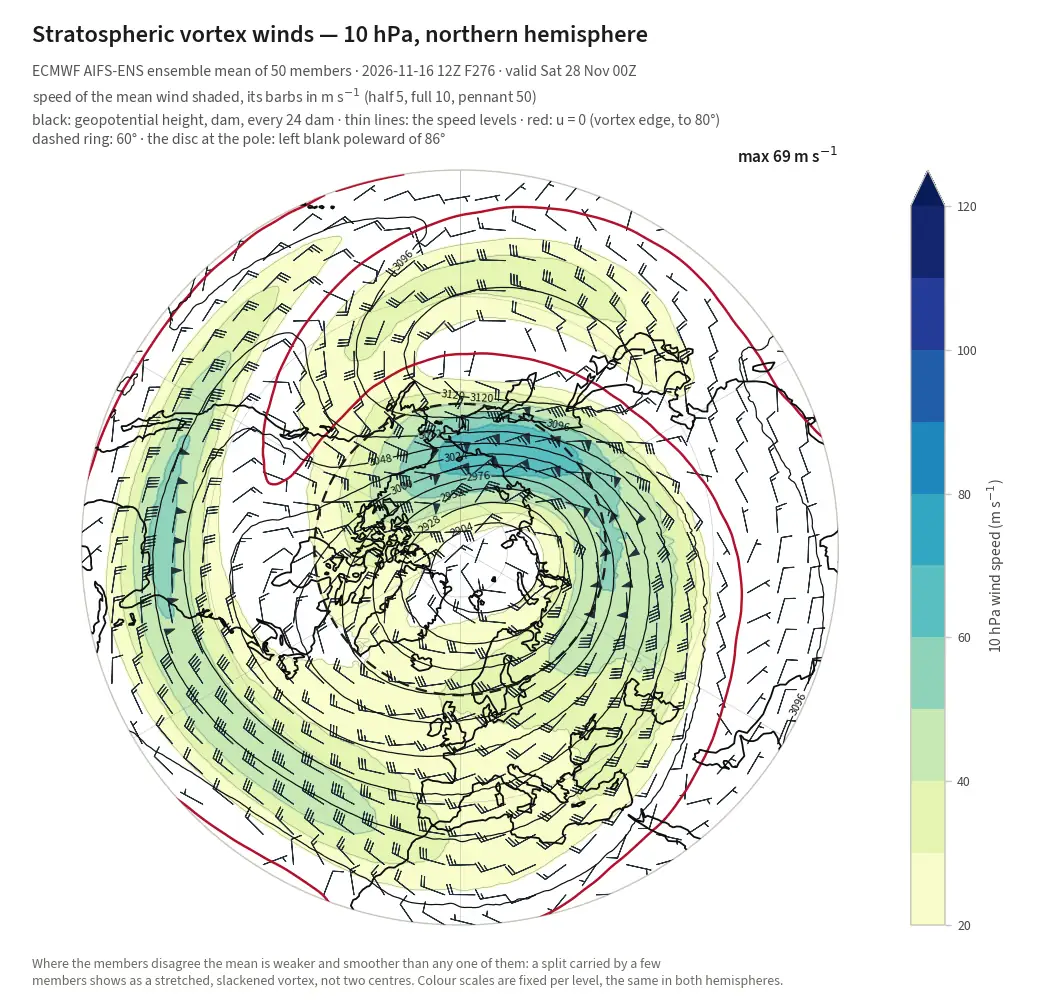 Stratospheric vortex winds — 10 hPa, northern hemisphere
ECMWF AIFS-ENS ensemble mean of 50 members · 2026-11-16 12Z F276 · valid Sat 28 Nov 00Z
speed of the mean wind shaded, its barbs in m s⁻¹ (half 5, full 10, pennant 50)
black: geopotential height, dam, every 24 dam · thin lines: the speed levels · red: u = 0 (vortex edge, to 80°)
dashed ring: 60° · the disc at the pole: left blank poleward of 86°
max 69 m s⁻¹
120
100
80
60
40
20
10 hPa wind speed (m s⁻¹)
3096
3120
3120
3096
3048
2976
2928
2904
3096
Where the members disagree the mean is weaker and smoother than any one of them: a split carried by a few
members shows as a stretched, slackened vortex, not two centres. Colour scales are fixed per level, the same in both hemispheres.